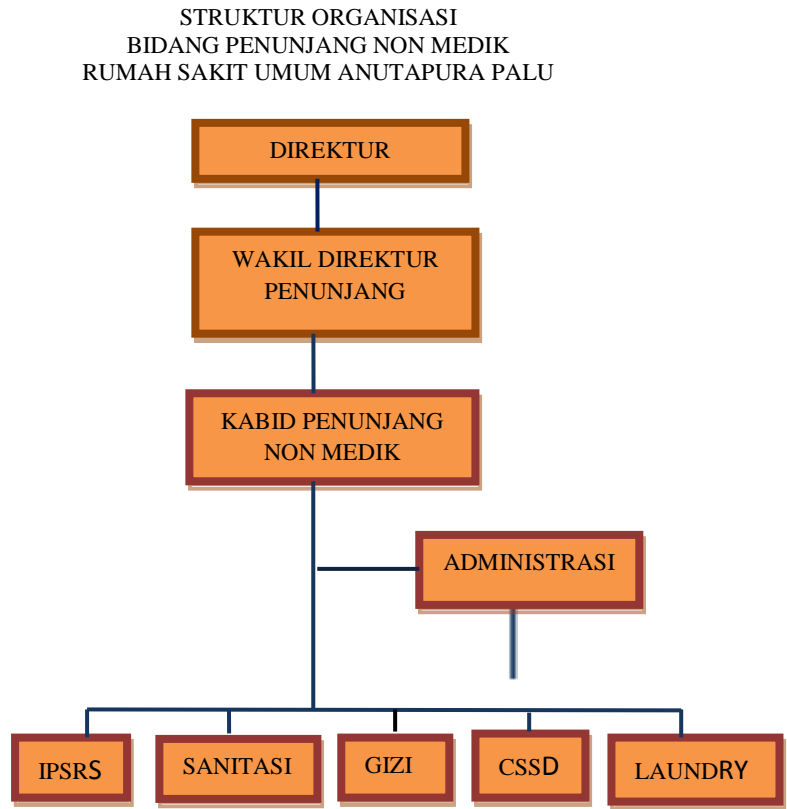 STRUKTUR ORGANISASI
BIDANG PENUNJANG NON MEDIK
RUMAH SAKIT UMUM ANUTAPURA PALU
DIREKTUR
WAKIL DIREKTUR
PENUNJANG
KABID PENUNJANG
NON MEDIK
ADMINISTRASI
IPSRS
SANITASI
GIZI
CSSD
LAUNDRY